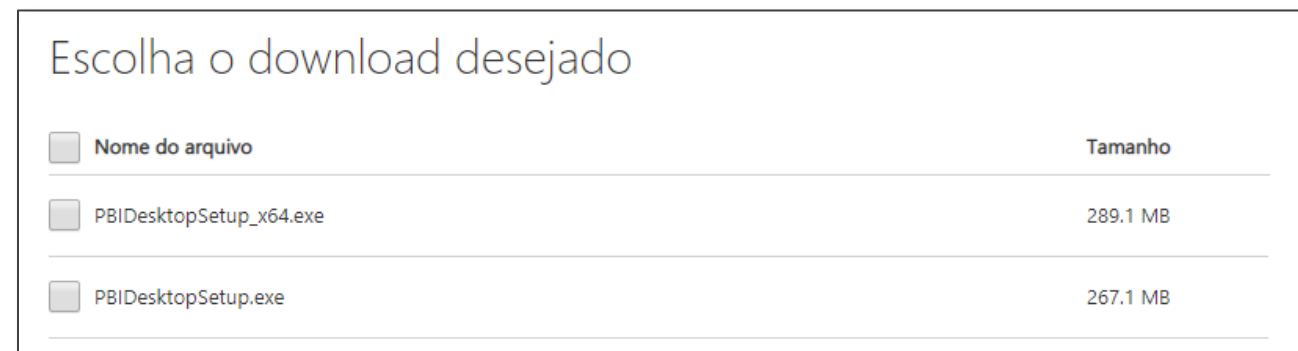 Escolha o download desejado
Nome do arquivo Tamanho
PBIDesktopSetup_x64.exe 289.1 MB
PBIDesktopSetup.exe 267.1 MB